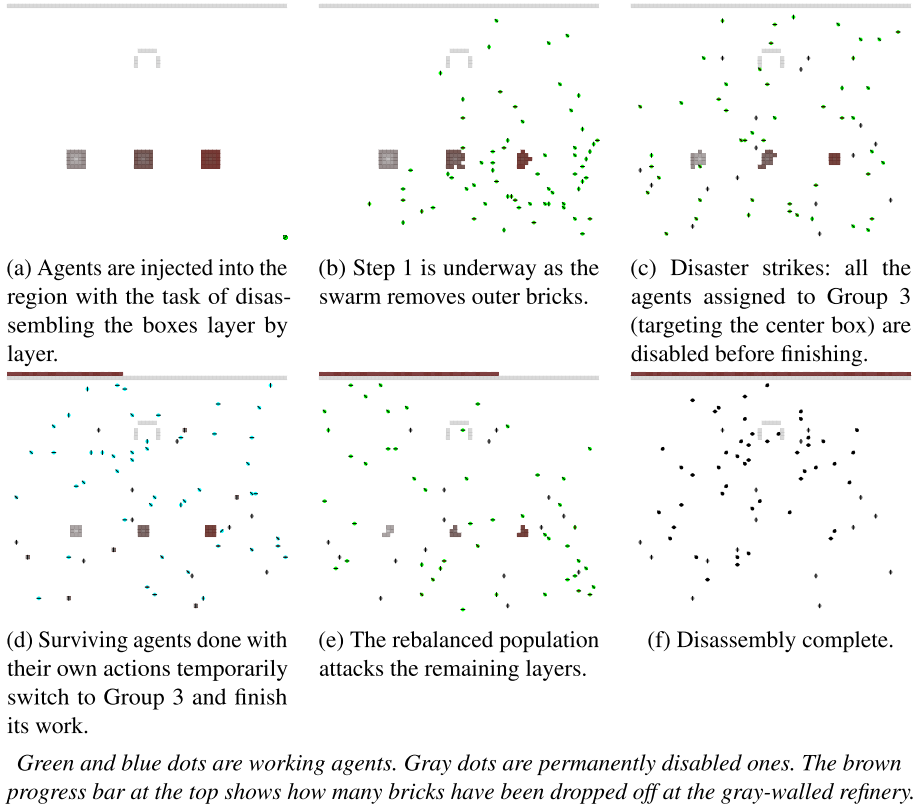 (a) Agents are injected into the
region with the task of disas-
sembling the boxes layer by
layer.
(b) Step 1 is underway as the
swarm removes outer bricks.
(c) Disaster strikes: all the
agents assigned to Group 3
(targeting the center box) are
disabled before finishing.
(d) Surviving agents done with
their own actions temporarily
switch to Group 3 and finish
its work.
(e) The rebalanced population
attacks the remaining layers.
(f) Disassembly complete.
Green and blue dots are working agents. Gray dots are permanently disabled ones. The brown
progress bar at the top shows how many bricks have been dropped off at the gray-walled refinery.